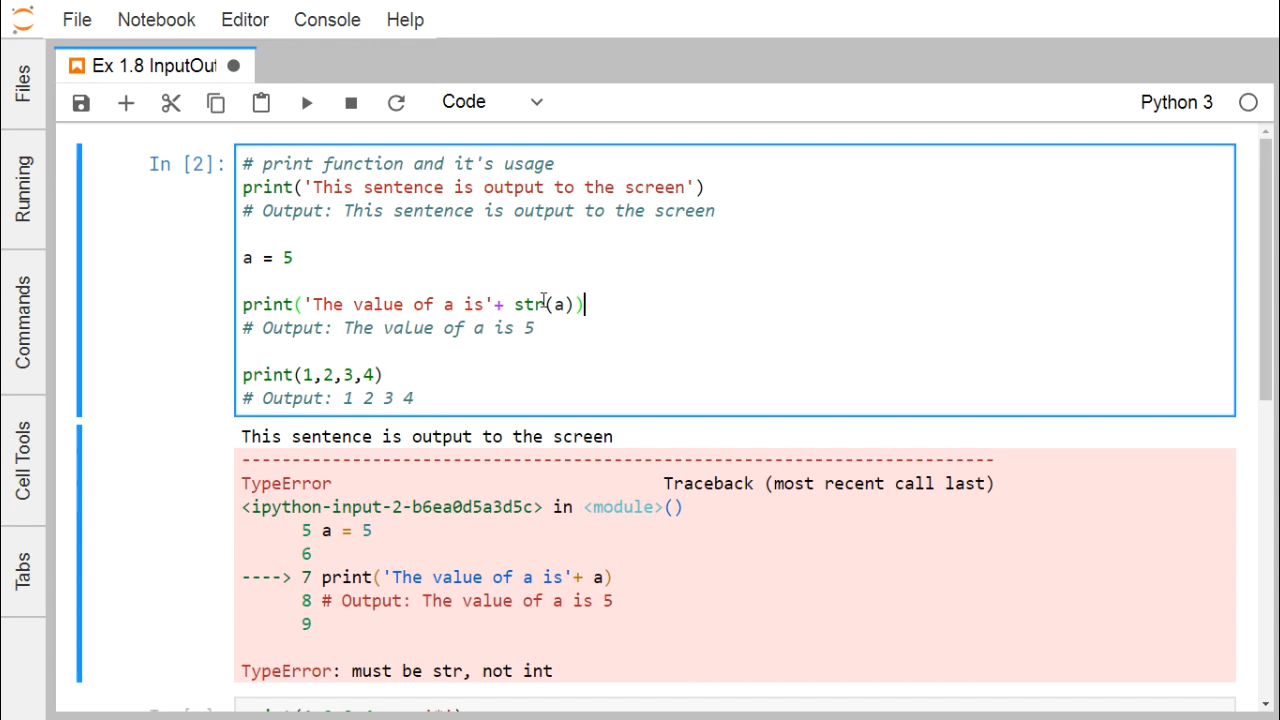 File Notebook Editor Console Help
Ex 1.8 InputOut
Code Python 3
Files
Running
Commands
Cell Tools
Tabs
In [2]:
# print function and it's usage
print('This sentence is output to the screen')
# Output: This sentence is output to the screen
a = 5
print('The value of a is'+ str(a))
# Output: The value of a is 5
print(1,2,3,4)
# Output: 1 2 3 4
This sentence is output to the screen
---------------------------------------------------------------------------
TypeError Traceback (most recent call last)
<ipython-input-2-b6ea0d5a3d5c> in <module>()
5 a = 5
6
----> 7 print('The value of a is'+ a)
8 # Output: The value of a is 5
9
TypeError: must be str, not int